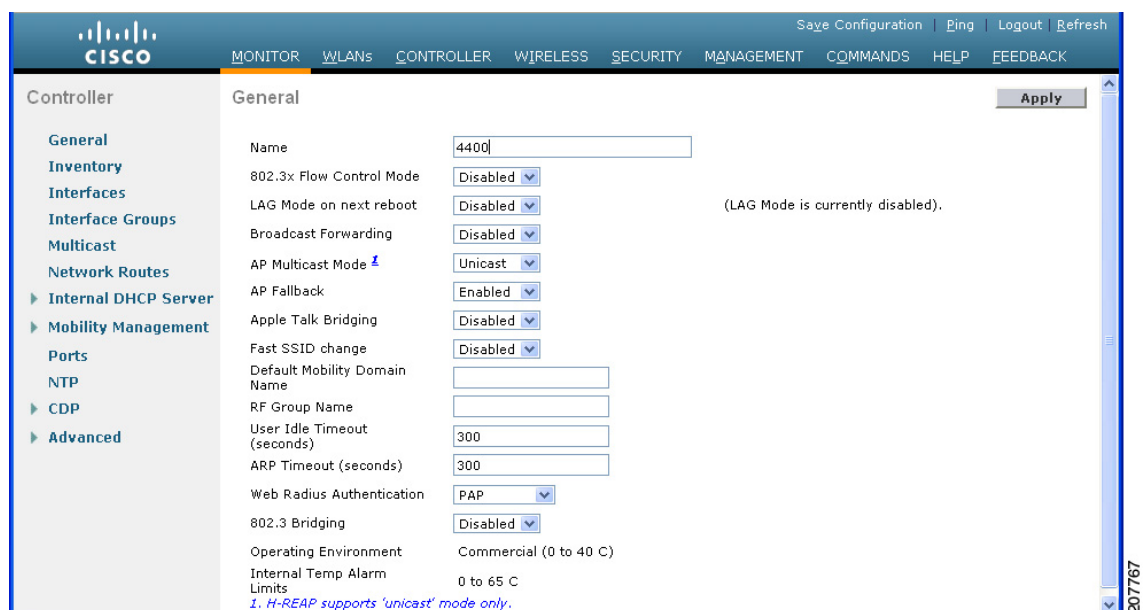 Save Configuration | Ping | Logout | Refresh
CISCO
MONITOR WLANs CONTROLLER WIRELESS SECURITY MANAGEMENT COMMANDS HELP FEEDBACK
Controller
General
Inventory
Interfaces
Interface Groups
Multicast
Network Routes
Internal DHCP Server
Mobility Management
Ports
NTP
CDP
Advanced
General
Apply
Name 4400
802.3x Flow Control Mode Disabled
LAG Mode on next reboot Disabled (LAG Mode is currently disabled).
Broadcast Forwarding Disabled
AP Multicast Mode 1 Unicast
AP Fallback Enabled
Apple Talk Bridging Disabled
Fast SSID change Disabled
Default Mobility Domain
Name
RF Group Name
User Idle Timeout
(seconds) 300
ARP Timeout (seconds) 300
Web Radius Authentication PAP
802.3 Bridging Disabled
Operating Environment Commercial (0 to 40 C)
Internal Temp Alarm
Limits 0 to 65 C
1. H-REAP supports 'unicast' mode only.
207767